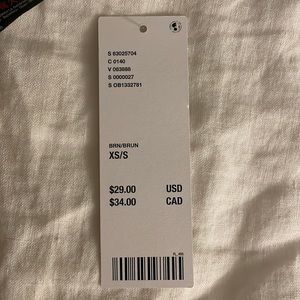 S 63025704
C 0140
V 063888
S 0000027
S OB1332781
BRN/BRUN
XS/S
$29.00 USD
$34.00 CAD